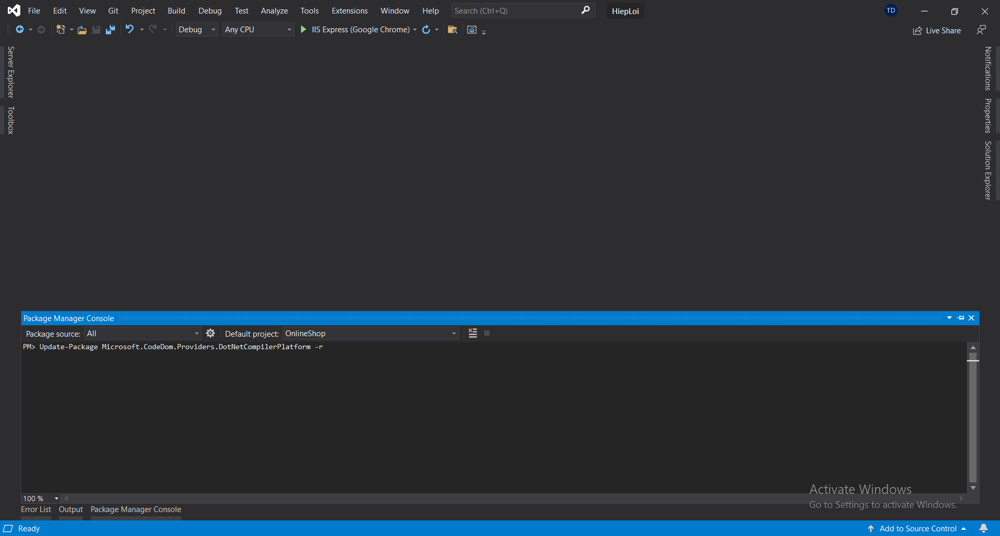 File Edit View Git Project Build Debug Test Analyze Tools Extensions Window Help Search (Ctrl+Q) HiepLoi TD
Debug Any CPU IIS Express (Google Chrome) Live Share
Server Explorer
Toolbox
Notifications
Properties
Solution Explorer
Package Manager Console
Package source: All Default project: OnlineShop
PM> Update-Package Microsoft.CodeDom.Providers.DotNetCompilerPlatform -r
Activate Windows
Go to Settings to activate Windows.
100 %
Error List Output Package Manager Console
Ready Add to Source Control